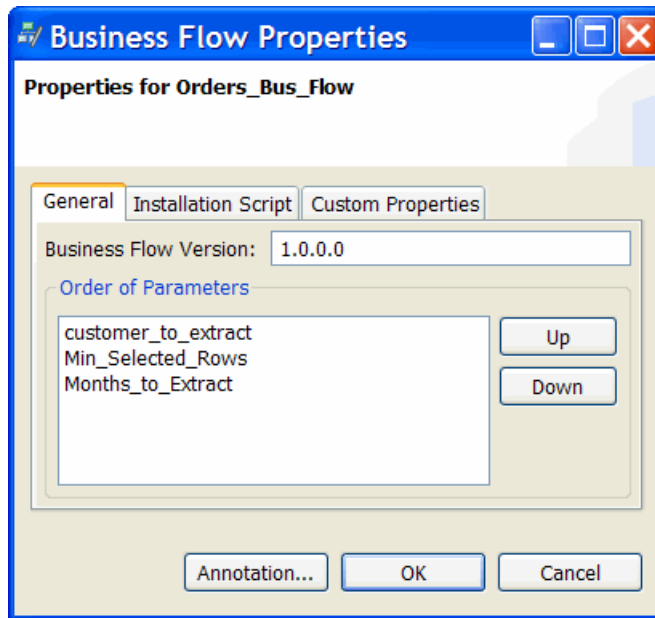 Business Flow Properties
Properties for Orders_Bus_Flow
General Installation Script Custom Properties
Business Flow Version: 1.0.0.0
Order of Parameters
customer_to_extract
Min_Selected_Rows
Months_to_Extract
Up
Down
Annotation... OK Cancel